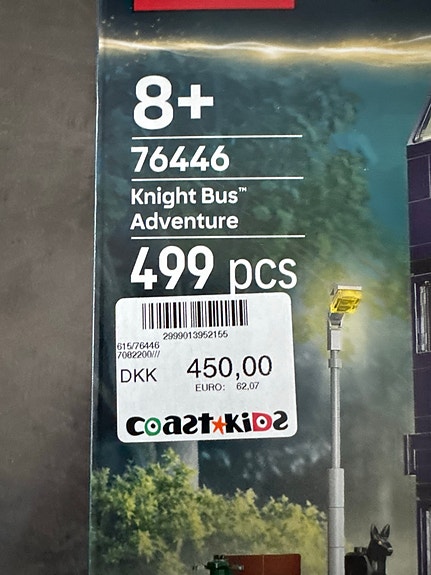 8+
76446
Knight Bus™
Adventure
499 pcs
2999013952155
615/76446
7082200///
DKK 450,00
EURO: 62,07
COAST★KIDS